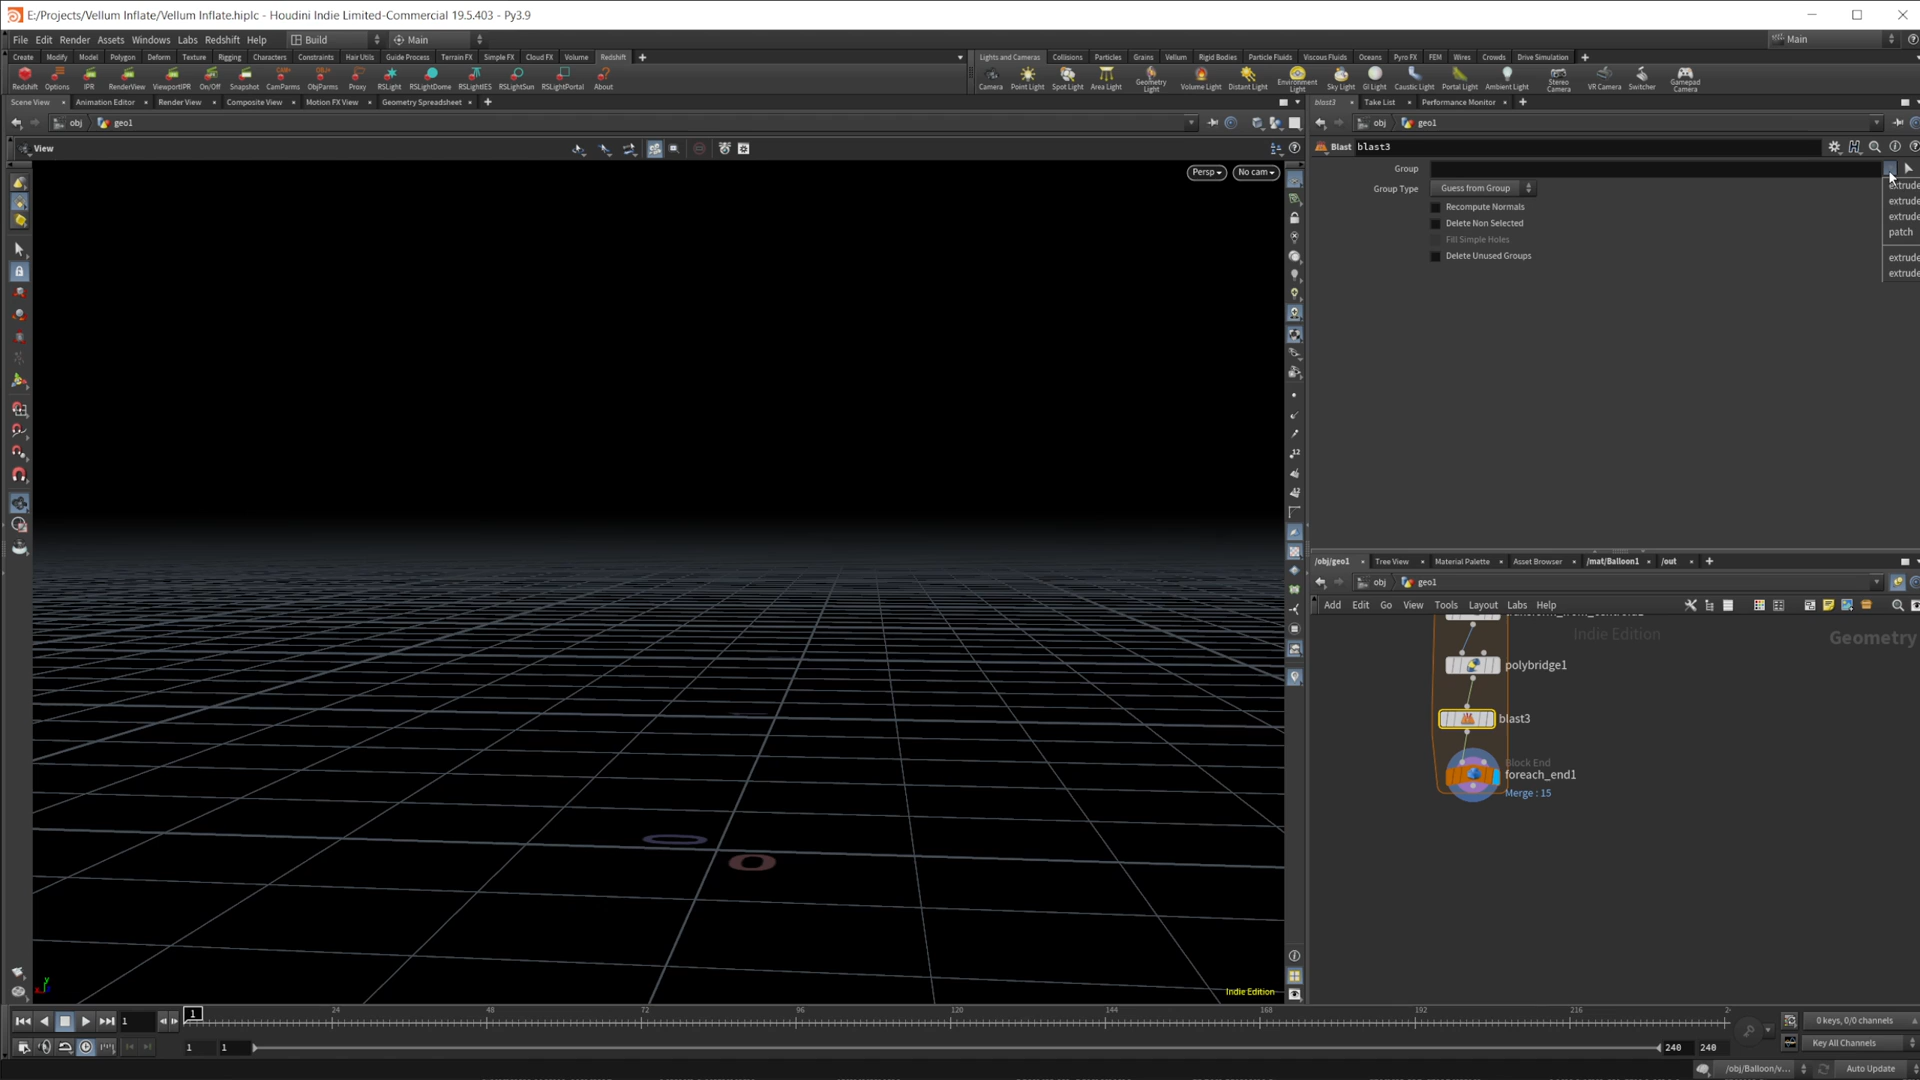 E:/Projects/Vellum Inflate/Vellum Inflate.hiplc - Houdini Indie Limited-Commercial 19.5.403 - Py3.9
File Edit Render Assets Windows Labs Redshift Help Build Main Main
Create Modify Model Polygon Deform Texture Rigging Characters Constraints Hair Utils Guide Process Terrain FX Simple FX Cloud FX Volume Redshift
Lights and Cameras Collisions Particles Grains Vellum Rigid Bodies Particle Fluids Viscous Fluids Oceans Pyro FX FEM Wires Crowds Drive Simulation
Redshift Options IPR RenderView ViewportIPR On/Off Snapshot CamParms ObjParms Proxy RSLight RSLightDome RSLightIES RSLightSun RSLightPortal About
Camera Point Light Spot Light Area Light Geometry Light Volume Light Distant Light Environment Light Sky Light GI Light Caustic Light Portal Light Ambient Light Stereo Camera VR Camera Switcher Gamepad Camera
Scene View Animation Editor Render View Composite View Motion FX View Geometry Spreadsheet
blast3 Take List Performance Monitor
obj geo1
obj geo1
View
Blast blast3
Persp No cam
Group
Group Type Guess from Group
Recompute Normals
Delete Non Selected
Fill Simple Holes
Delete Unused Groups
extrude
extrude
extrude
patch
extrude
extrude
/obj/geo1 Tree View Material Palette Asset Browser /mat/Balloon1 /out
obj geo1
Add Edit Go View Tools Layout Labs Help
Indie Edition
Geometry
polybridge1
blast3
Block End
foreach_end1
Merge : 15
Indie Edition
1 24 48 72 96 120 144 168 192 216 2
1
1 1 240 240
0 keys, 0/0 channels
Key All Channels
/obj/Balloon/v... Auto Update